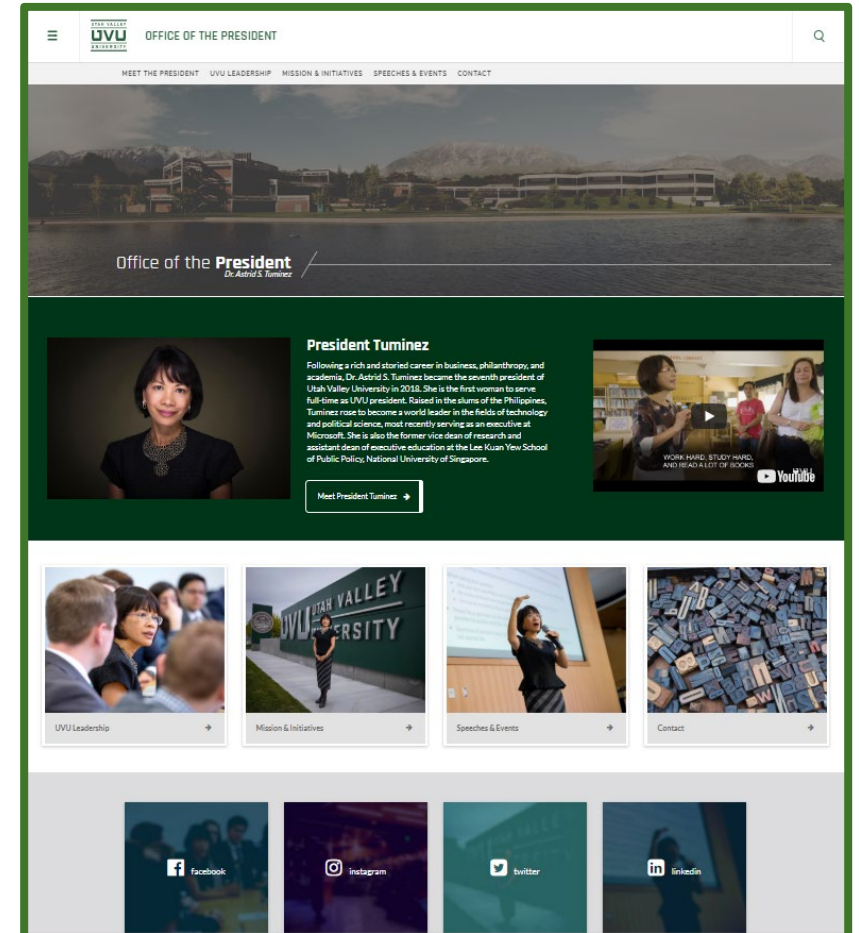 UTAH VALLEY
UVU
UNIVERSITY
OFFICE OF THE PRESIDENT
MEET THE PRESIDENT UVU LEADERSHIP MISSION & INITIATIVES SPEECHES & EVENTS CONTACT
Office of the President
Dr. Astrid S. Tuminez
President Tuminez
Following a rich and storied career in business, philanthropy, and
academia, Dr. Astrid S. Tuminez became the seventh president of
Utah Valley University in 2018. She is the first woman to serve
full-time as UVU president. Raised in the slums of the Philippines,
Tuminez rose to become a world leader in the fields of technology
and political science, most recently serving as an executive at
Microsoft. She is also the former vice dean of research and
assistant dean of executive education at the Lee Kuan Yew School
of Public Policy, National University of Singapore.
Meet President Tuminez
WORK HARD, STUDY HARD,
AND READ A LOT OF BOOKS
UVU
YouTube
UTAH VALLEY
UVU
UNIVERSITY
UVU Leadership
Mission & Initiatives
Speeches & Events
Contact
facebook
instagram
twitter
linkedin